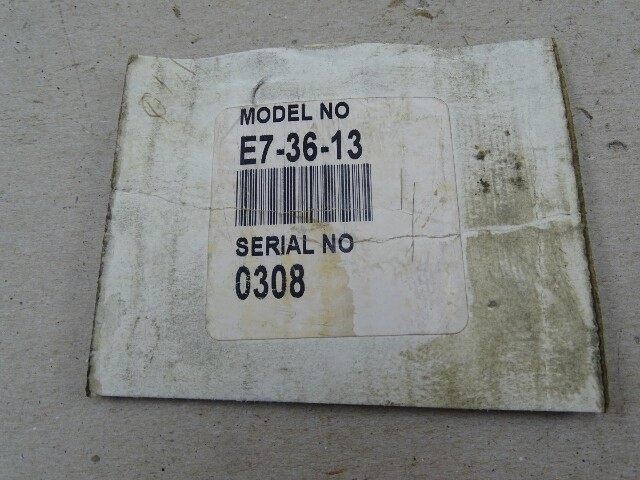 MODEL NO
E7-36-13
SERIAL NO
0308